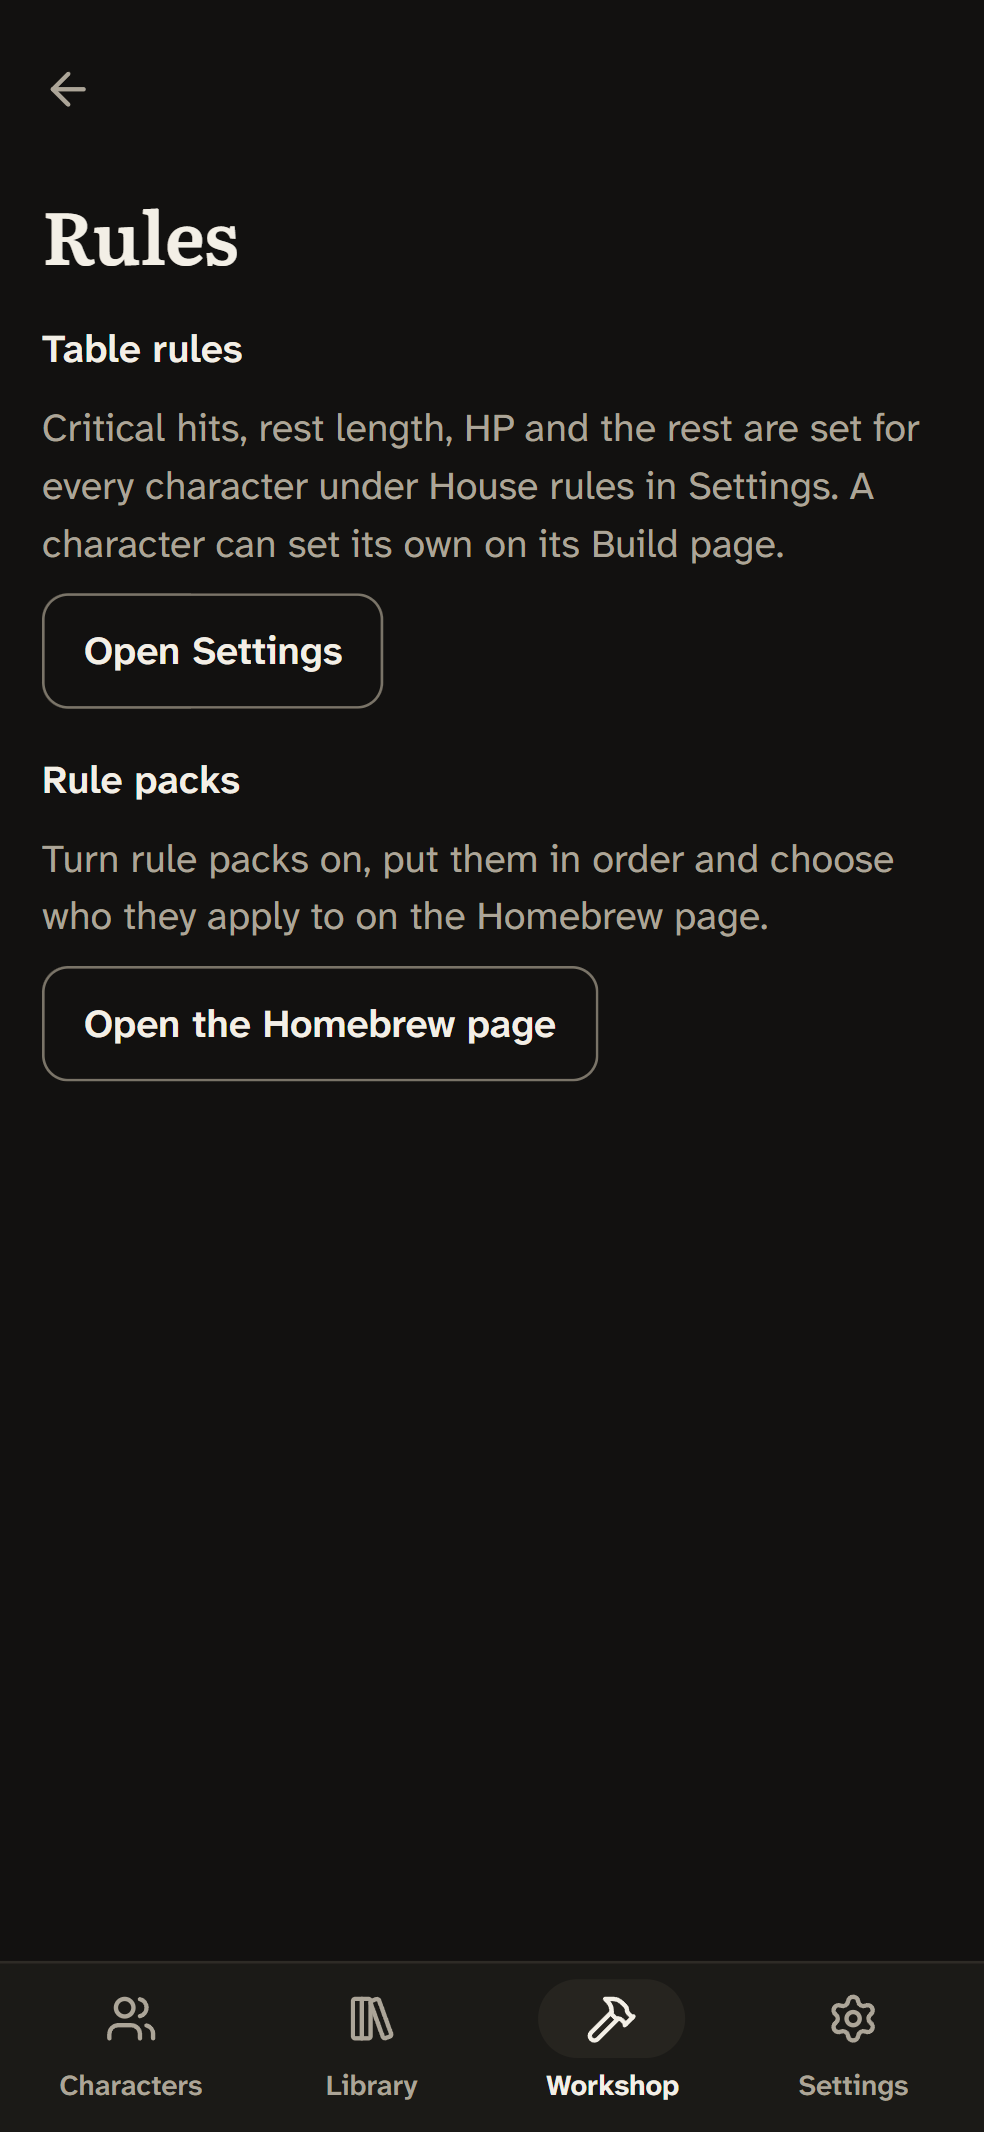 Rules
Table rules
Critical hits, rest length, HP and the rest are set for
every character under House rules in Settings. A
character can set its own on its Build page.
Open Settings
Rule packs
Turn rule packs on, put them in order and choose
who they apply to on the Homebrew page.
Open the Homebrew page
Characters
Library
Workshop
Settings